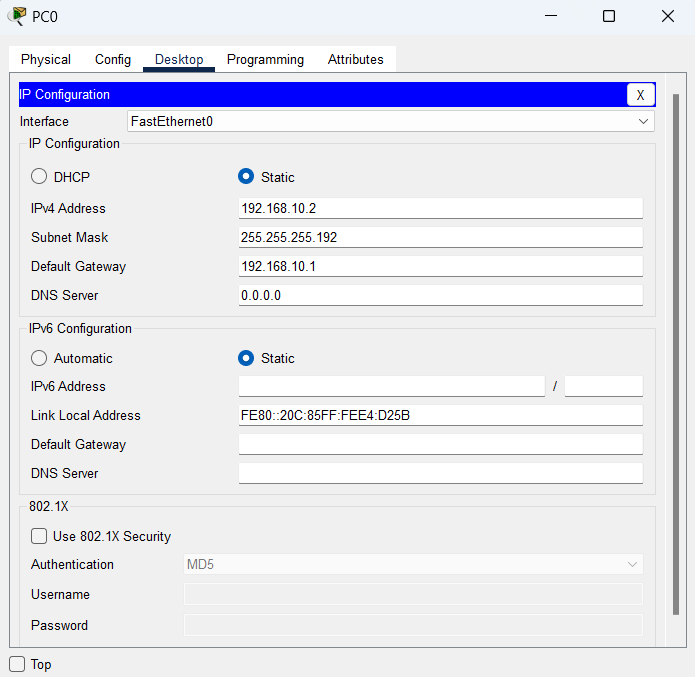 PC0
Physical Config Desktop Programming Attributes
IP Configuration X
Interface FastEthernet0
IP Configuration
DHCP Static
IPv4 Address 192.168.10.2
Subnet Mask 255.255.255.192
Default Gateway 192.168.10.1
DNS Server 0.0.0.0
IPv6 Configuration
Automatic Static
IPv6 Address /
Link Local Address FE80::20C:85FF:FEE4:D25B
Default Gateway
DNS Server
802.1X
Use 802.1X Security
Authentication MD5
Username
Password
Top